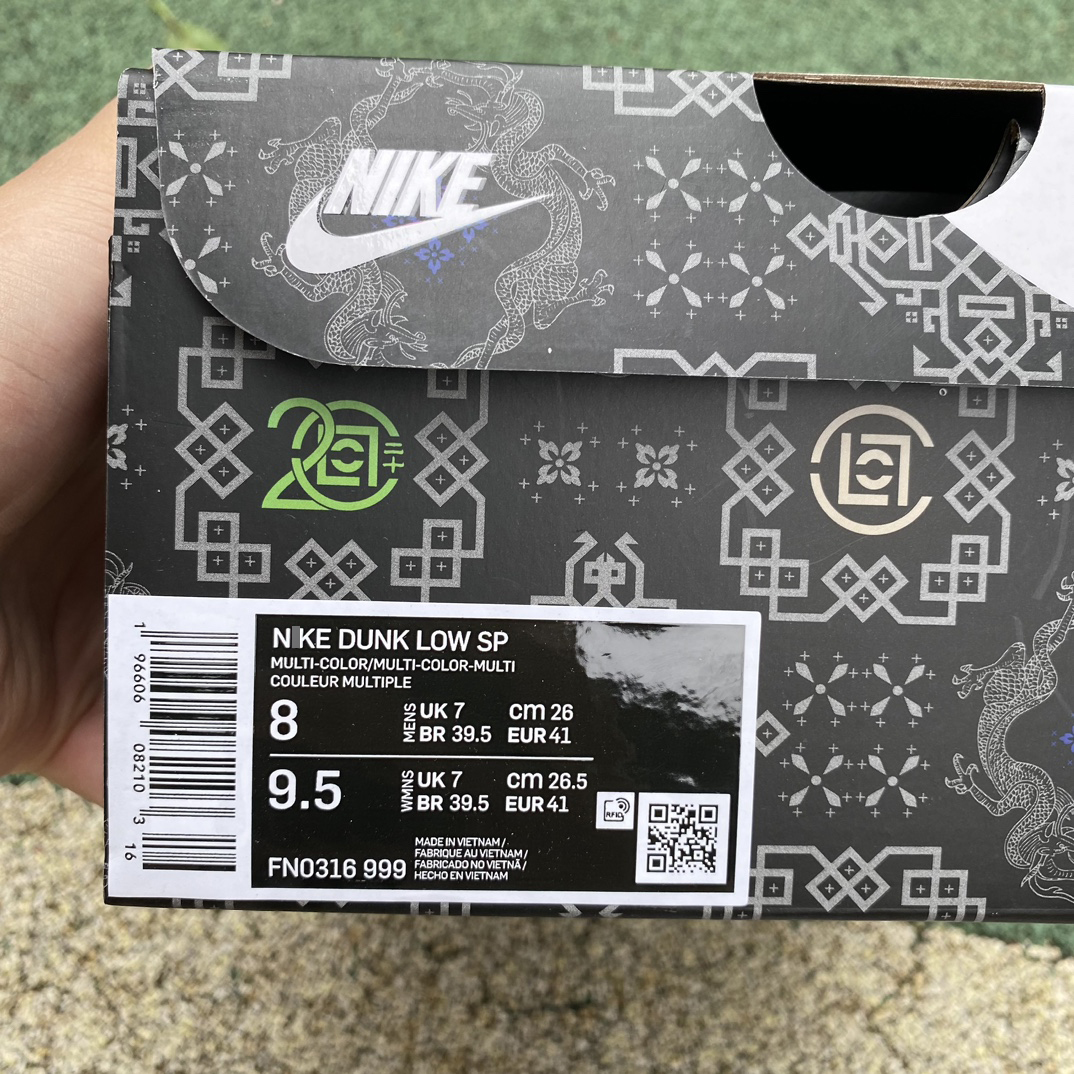 NIKE
20
NIKE DUNK LOW SP
MULTI-COLOR/MULTI-COLOR-MULTI
COULEUR MULTIPLE
8 MENS UK 7 cm 26
BR 39.5 EUR 41
9.5 WMNS UK 7 cm 26.5
BR 39.5 EUR 41
RFID
FN0316 999
MADE IN VIETNAM /
FABRIQUE AU VIETNAM /
FABRICADO NO VIETNÃ /
HECHO EN VIETNAM
1 96606 08210 3 16